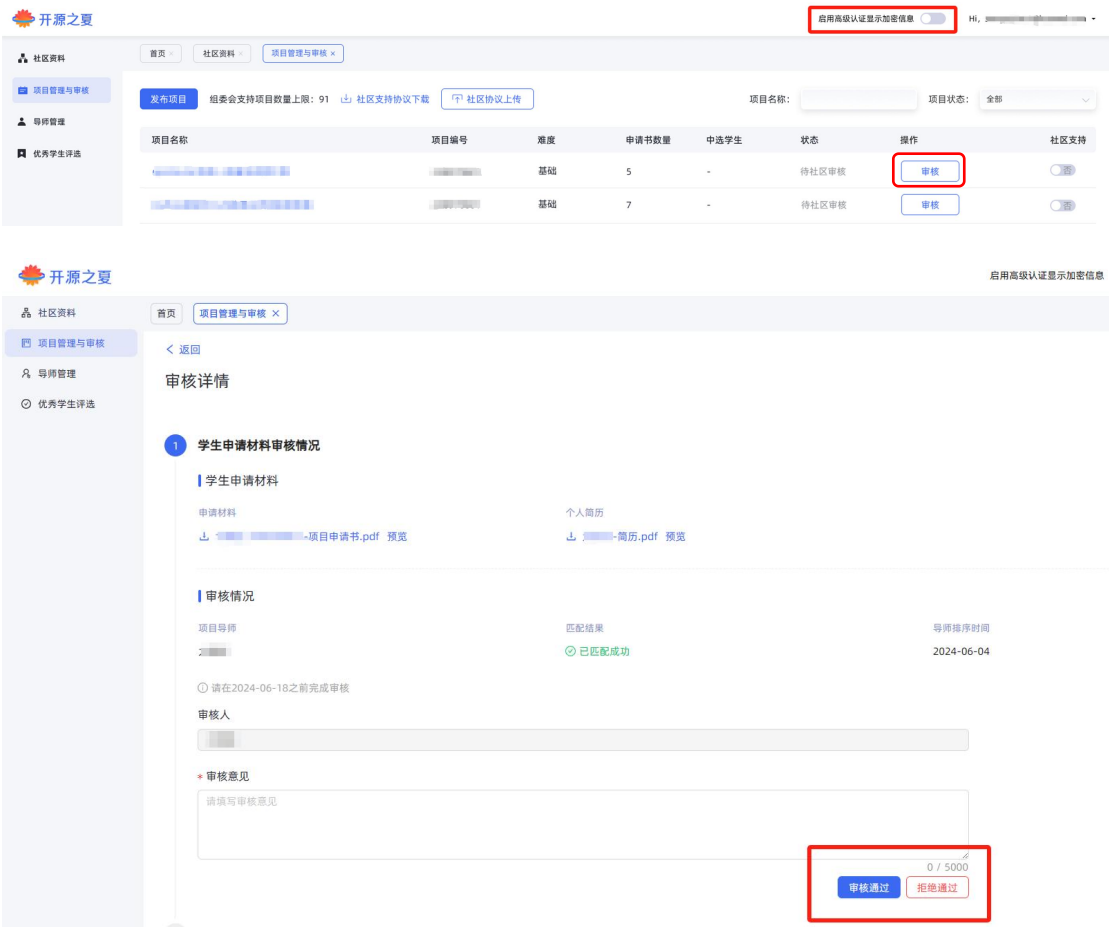 开源之夏
启用高级认证显示加密信息
Hi,
社区资料
首页 ×
社区资料 ×
项目管理与审核 ×
项目管理与审核
发布项目
组委会支持项目数量上限：91
社区支持协议下载
社区协议上传
项目名称：
项目状态：
全部
导师管理
项目名称
项目编号
难度
申请书数量
中选学生
状态
操作
社区支持
优秀学生评选
基础
5
-
待社区审核
审核
否
基础
7
-
待社区审核
审核
否
开源之夏
启用高级认证显示加密信息
社区资料
首页
项目管理与审核 ×
项目管理与审核
< 返回
导师管理
审核详情
优秀学生评选
1
学生申请材料审核情况
学生申请材料
申请材料
个人简历
-项目申请书.pdf 预览
-简历.pdf 预览
审核情况
项目导师
匹配结果
导师排序时间
已匹配成功
2024-06-04
请在2024-06-18之前完成审核
审核人
* 审核意见
请填写审核意见
0 / 5000
审核通过
拒绝通过